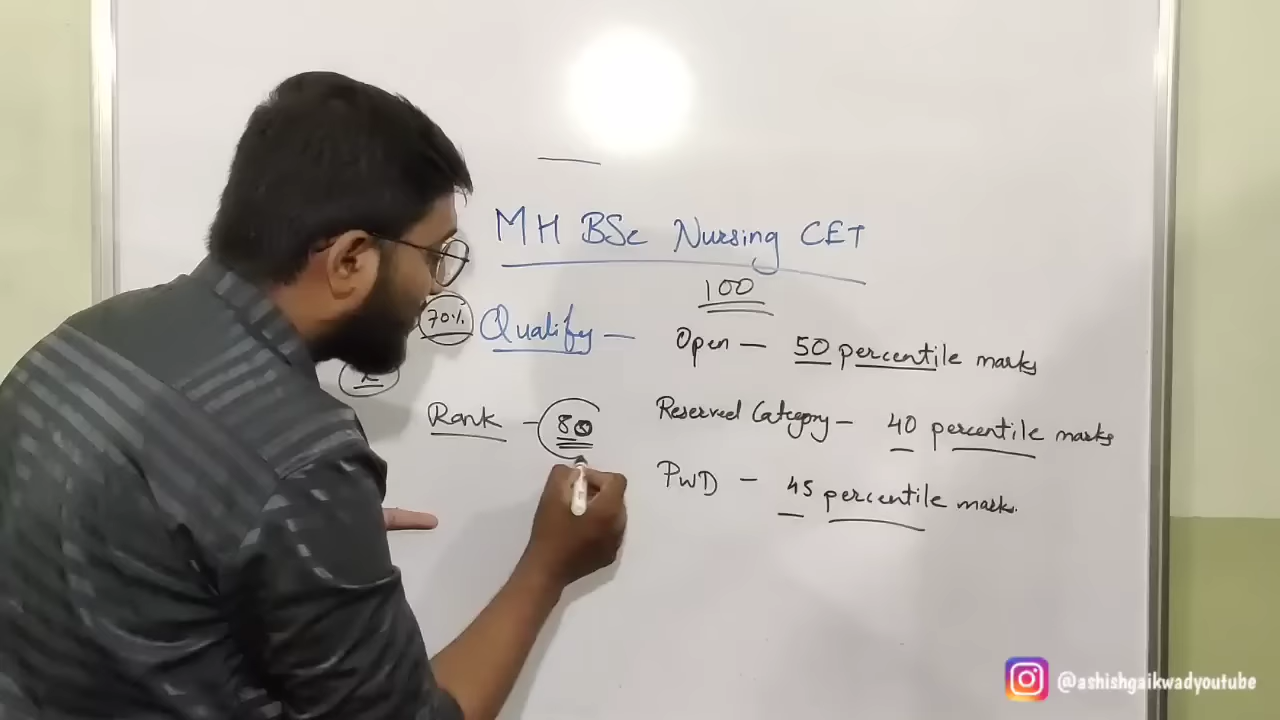 MH BSc Nursing CET
100
70% Qualify — Open — 50 percentile marks
Rank — 80
Reserved Category — 40 percentile marks
PwD — 45 percentile marks.
@ashishgaikwadyoutube